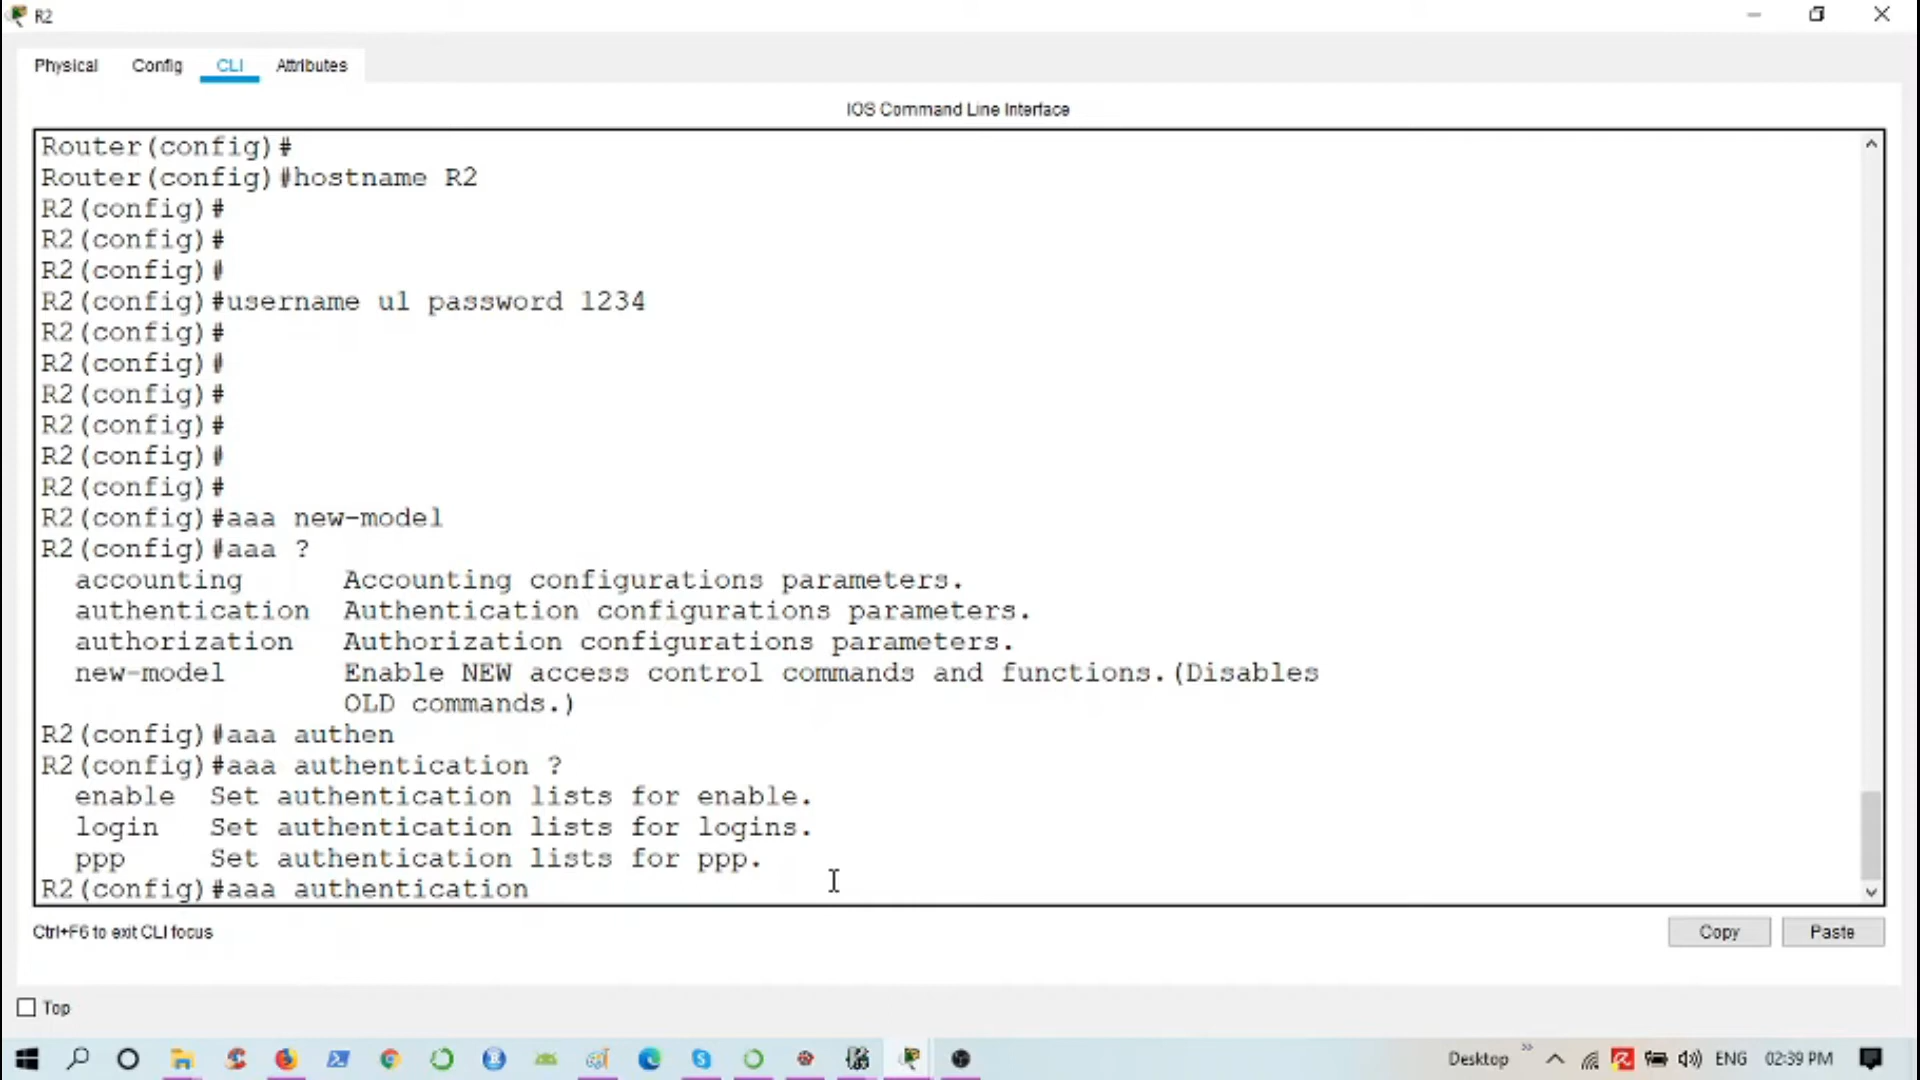 R2
Physical Config CLI Attributes
IOS Command Line Interface
Router(config)#
Router(config)#hostname R2
R2(config)#
R2(config)#
R2(config)#
R2(config)#username u1 password 1234
R2(config)#
R2(config)#
R2(config)#
R2(config)#
R2(config)#
R2(config)#
R2(config)#aaa new-model
R2(config)#aaa ?
accounting Accounting configurations parameters.
authentication Authentication configurations parameters.
authorization Authorization configurations parameters.
new-model Enable NEW access control commands and functions.(Disables
OLD commands.)
R2(config)#aaa authen
R2(config)#aaa authentication ?
enable Set authentication lists for enable.
login Set authentication lists for logins.
ppp Set authentication lists for ppp.
R2(config)#aaa authentication
Ctrl+F6 to exit CLI focus
Copy Paste
Top
Desktop ENG 02:39 PM